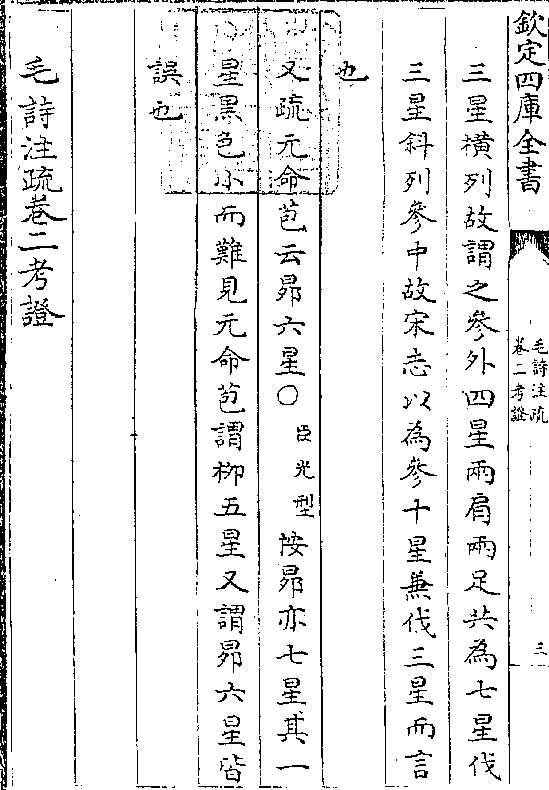 欽定四庫全書
毛詩注疏
卷二考證
三
三星橫列故謂之參外四星兩肩兩足共為七星伐
三星斜列參中故宋志以為參十星兼伐三星而言
也
又疏元命苞云昴六星○臣光型按昴亦七星其一
星黑色小而難見元命苞謂柳五星又謂昴六星皆
誤也
毛詩注疏卷二考證